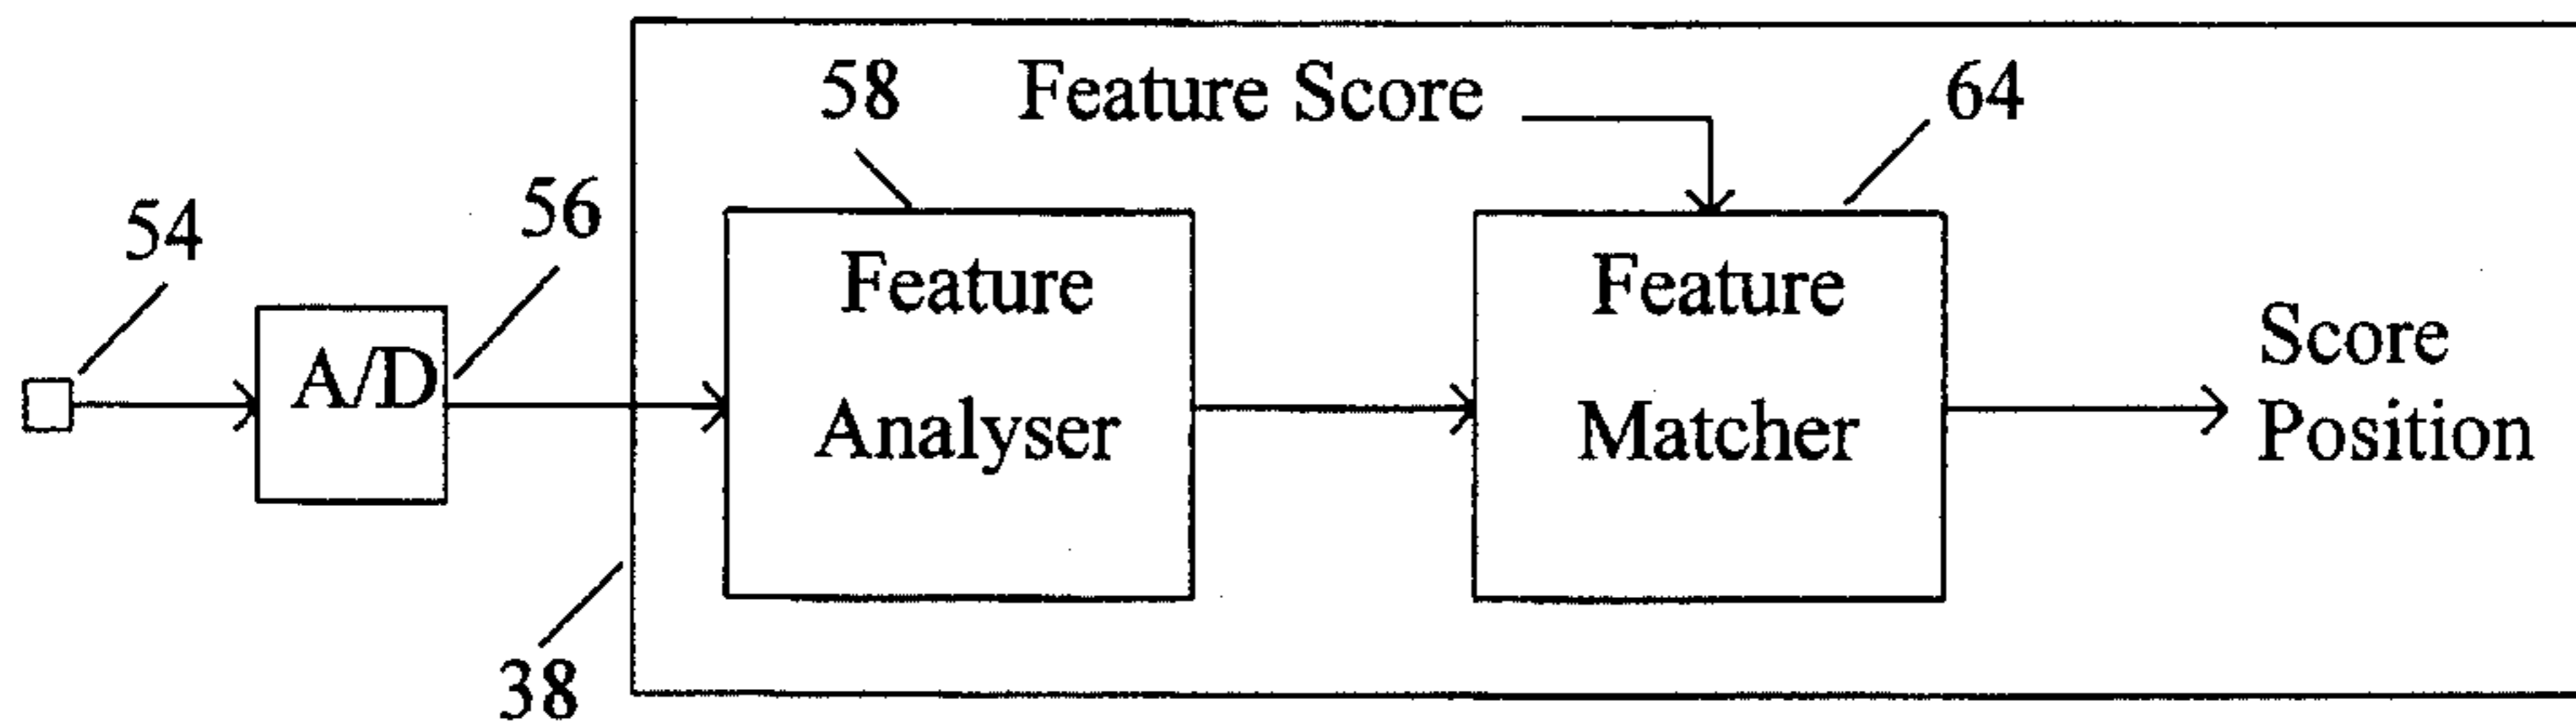 58 Feature Score 64
54 56
Feature Analyser
Feature Matcher
A/D
Score Position
38